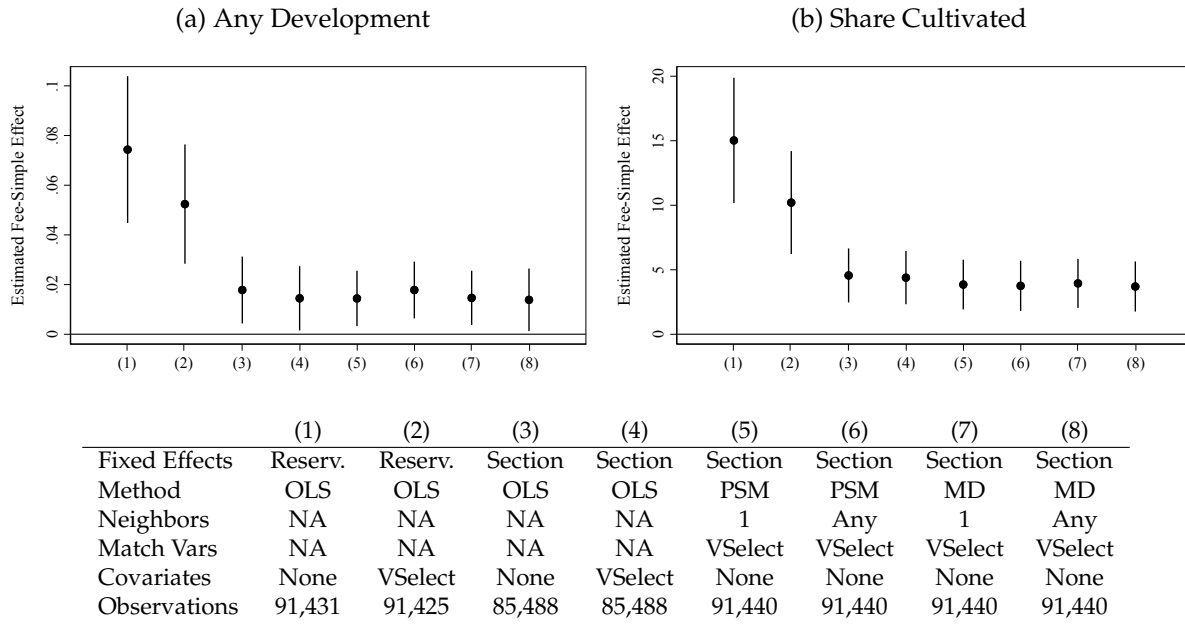 (a) Any Development
(b) Share Cultivated
Estimated Fee-Simple Effect
.1
.08
.06
.04
.02
0
(1) (2) (3) (4) (5) (6) (7) (8)
Estimated Fee-Simple Effect
20
15
10
5
0
(1) (2) (3) (4) (5) (6) (7) (8)
(1) (2) (3) (4) (5) (6) (7) (8)
Fixed Effects Reserv. Reserv. Section Section Section Section Section Section
Method OLS OLS OLS OLS PSM PSM MD MD
Neighbors NA NA NA NA 1 Any 1 Any
Match Vars NA NA NA NA VSelect VSelect VSelect VSelect
Covariates None VSelect None VSelect None None None None
Observations 91,431 91,425 85,488 85,488 91,440 91,440 91,440 91,440